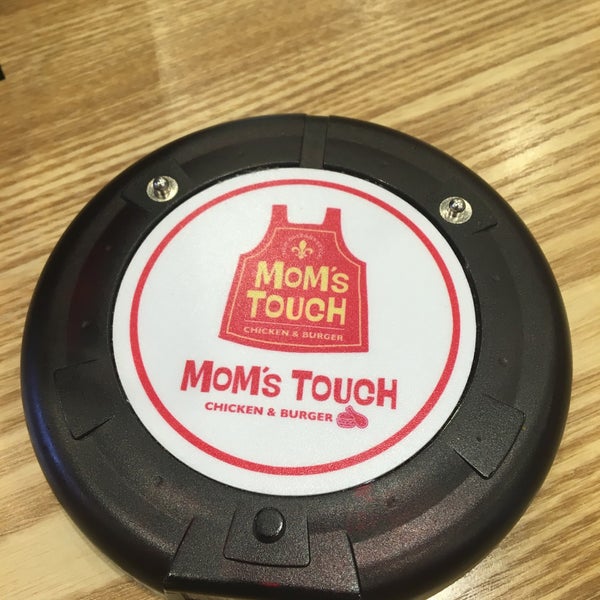 MOM'S
TOUCH
CHICKEN & BURGER
MOM'S TOUCH
CHICKEN & BURGER